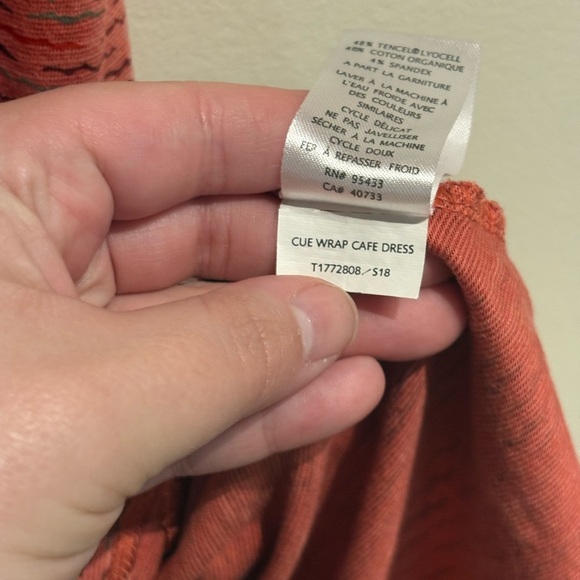 48% TENCEL® LYOCELL
48% COTON ORGANIQUE
4% SPANDEX
A PART LA GARNITURE
LAVER À LA MACHINE À
L'EAU FROIDE AVEC
DES COULEURS
SIMILAIRES
CYCLE DÉLICAT
NE PAS JAVELLISER
SÉCHER À LA MACHINE
CYCLE DOUX
FER À REPASSER FROID
RN# 95433
CA# 40733
CUE WRAP CAFE DRESS
T1772808/S18